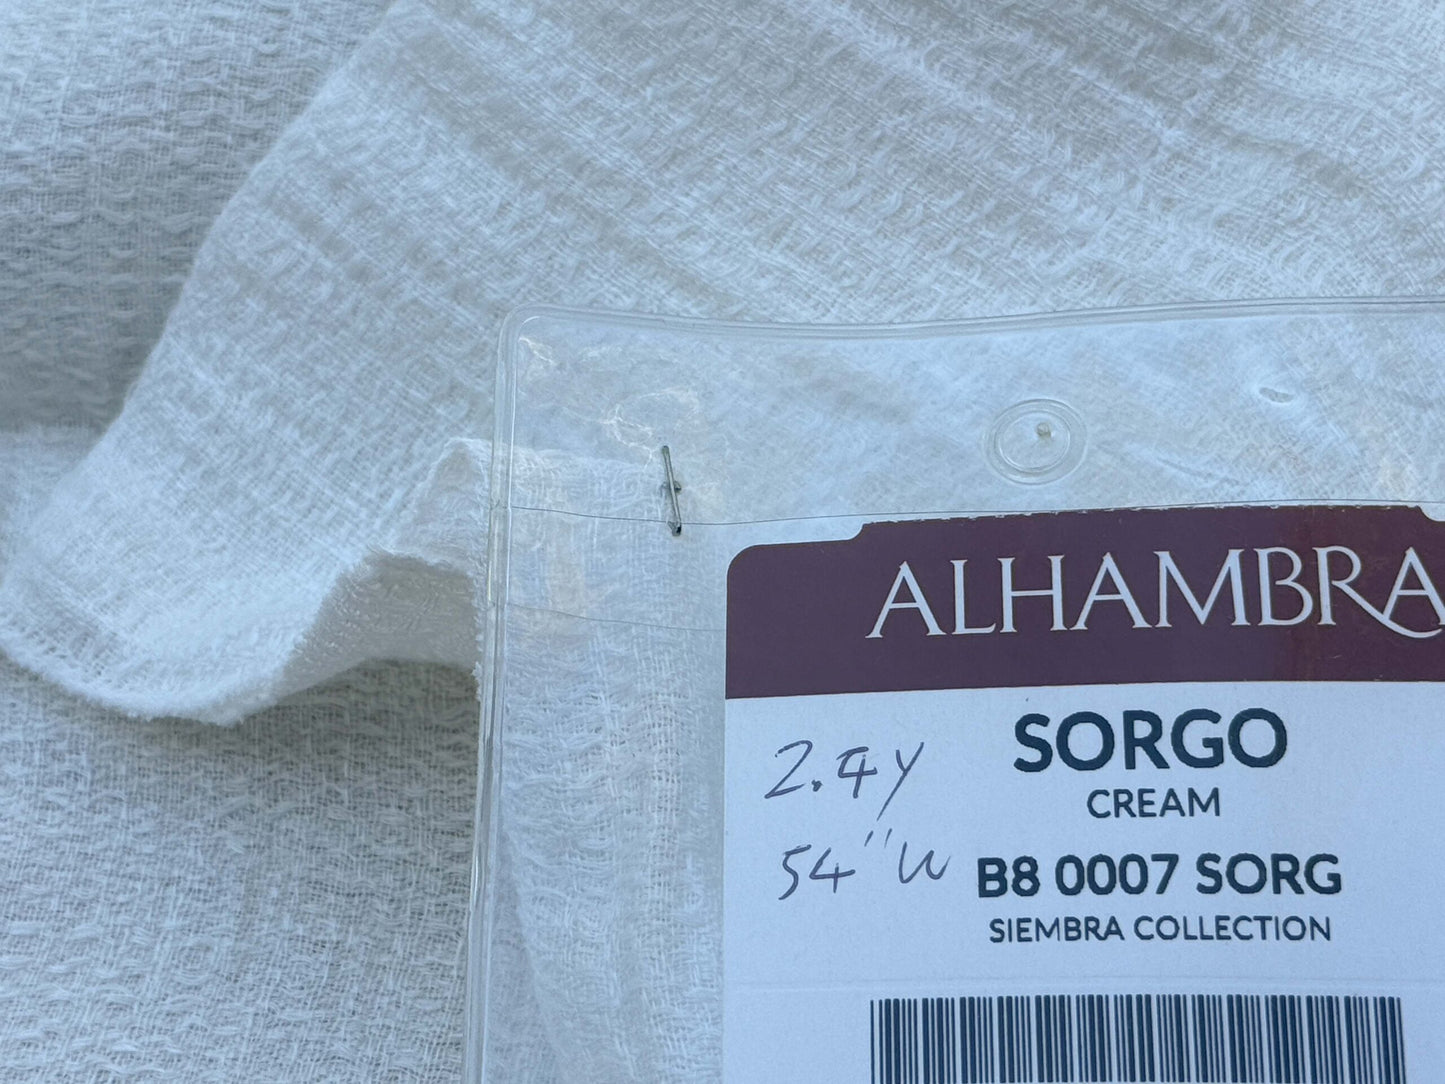 ALHAMBRA
SORGO
CREAM
2.4y
54" W
B8 0007 SORG
SIEMBRA COLLECTION